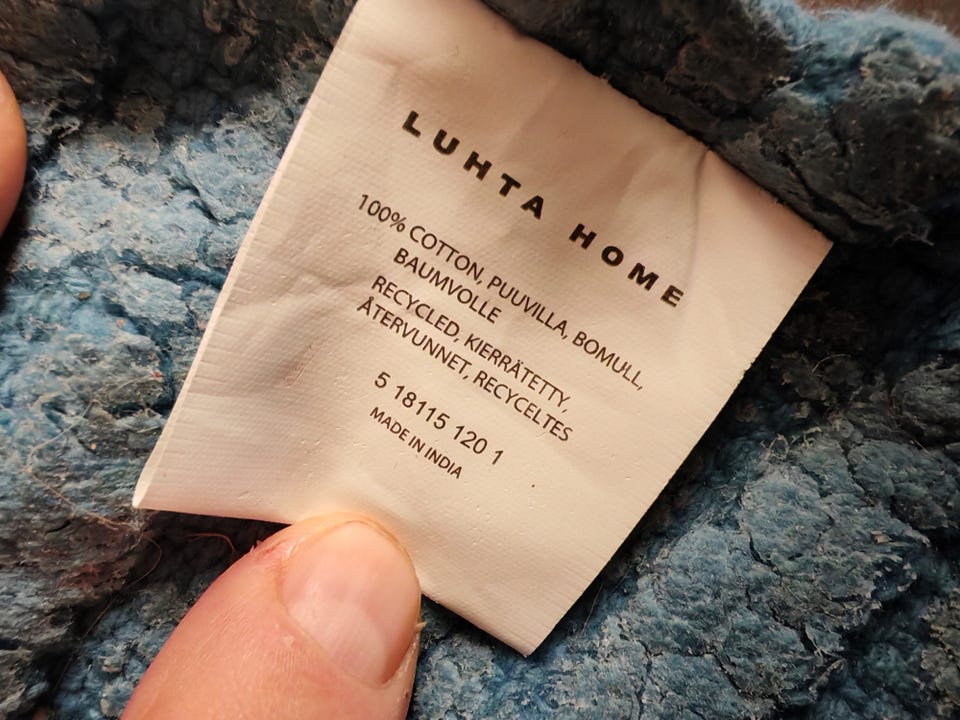 LUHTA HOME
100% COTTON, PUUVILLA, BOMULL,
BAUMVOLLE
RECYCLED, KIERRÄTETTY,
ÅTERVUNNET, RECYCELTES
5 18115 120 1
MADE IN INDIA